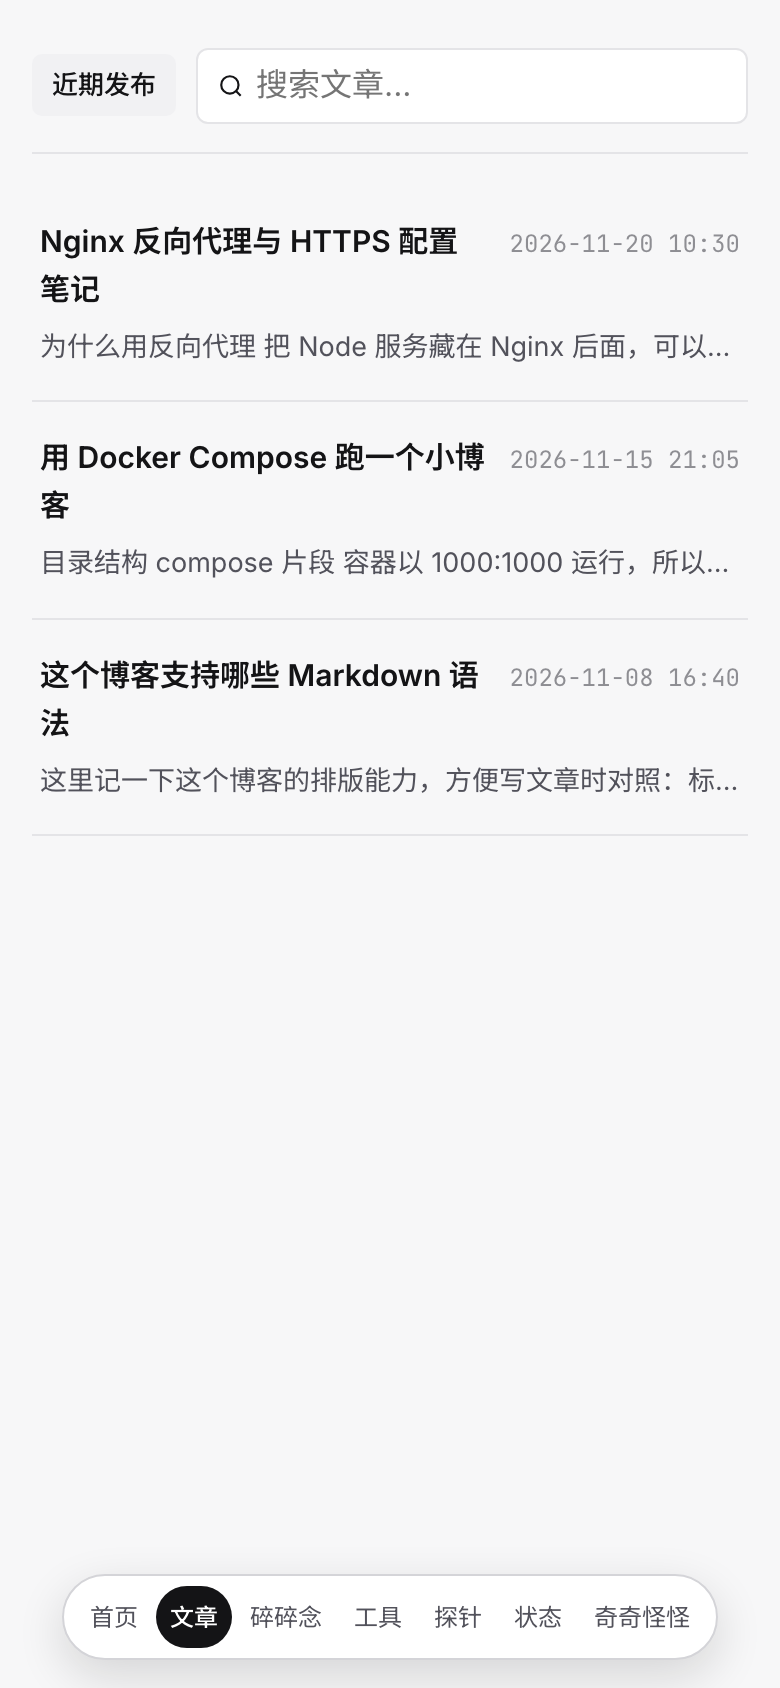 近期发布
搜索文章...
Nginx 反向代理与 HTTPS 配置
笔记
2026-11-20 10:30
为什么用反向代理 把 Node 服务藏在 Nginx 后面，可以...
用 Docker Compose 跑一个小博
客
2026-11-15 21:05
目录结构 compose 片段 容器以 1000:1000 运行，所以...
这个博客支持哪些 Markdown 语
法
2026-11-08 16:40
这里记一下这个博客的排版能力，方便写文章时对照：标...
首页 文章 碎碎念 工具 探针 状态 奇奇怪怪